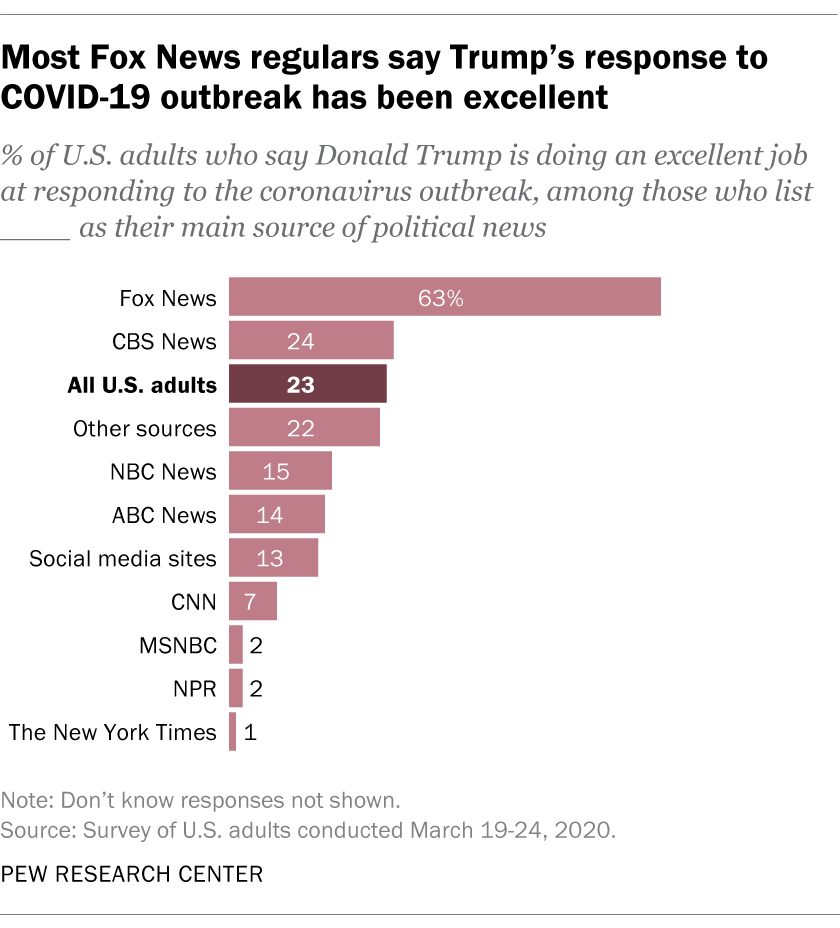 Most Fox News regulars say Trump’s response to
COVID-19 outbreak has been excellent
% of U.S. adults who say Donald Trump is doing an excellent job
at responding to the coronavirus outbreak, among those who list
_____ as their main source of political news
Fox News 63%
CBS News 24
All U.S. adults 23
Other sources 22
NBC News 15
ABC News 14
Social media sites 13
CNN 7
MSNBC 2
NPR 2
The New York Times 1
Note: Don’t know responses not shown.
Source: Survey of U.S. adults conducted March 19-24, 2020.
PEW RESEARCH CENTER